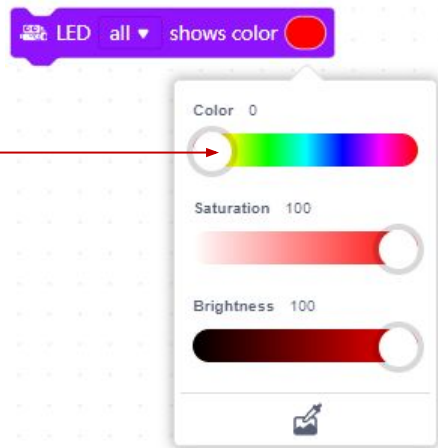 LED all ▾ shows color
Color 0
Saturation 100
Brightness 100